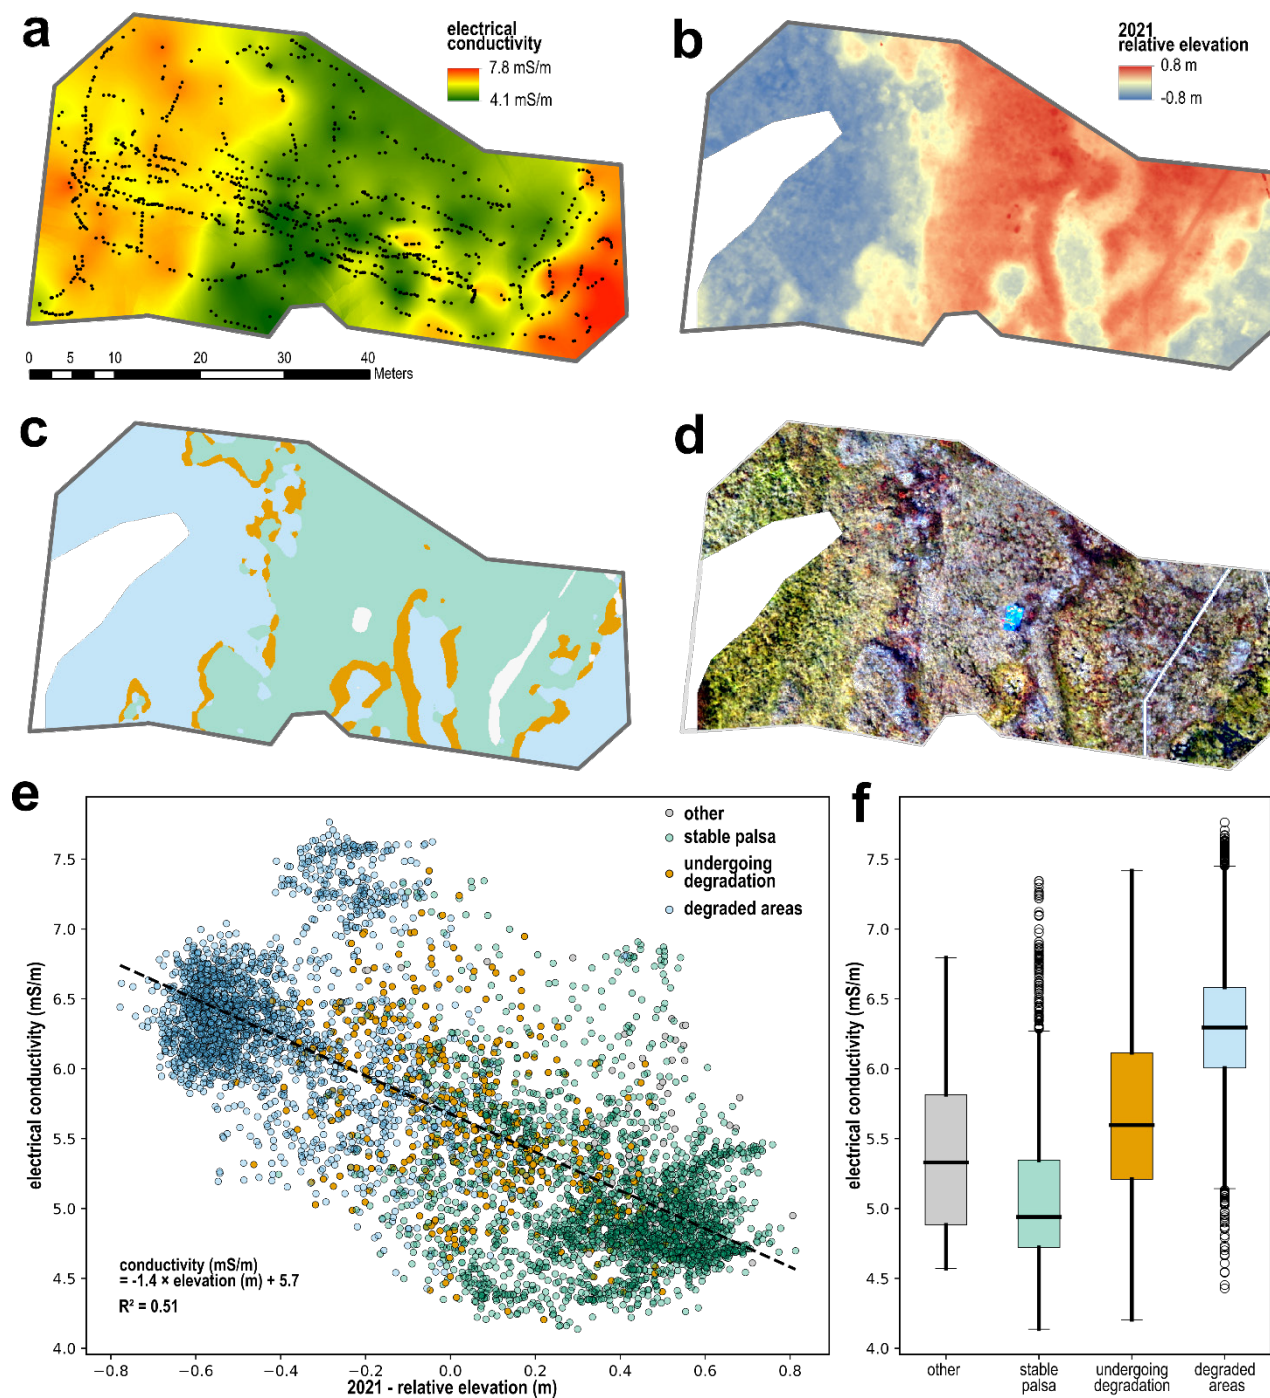 a
electrical
conductivity
7.8 mS/m
4.1 mS/m
0 5 10 20 30 40
Meters
b
2021
relative elevation
0.8 m
-0.8 m
c
d
e
other
stable palsa
undergoing
degradation
degraded areas
electrical conductivity (mS/m)
7.5
7.0
6.5
6.0
5.5
5.0
4.5
4.0
conductivity (mS/m)
= -1.4 × elevation (m) + 5.7
R² = 0.51
−0.8 −0.6 −0.4 −0.2 0.0 0.2 0.4 0.6 0.8
2021 - relative elevation (m)
f
electrical conductivity (mS/m)
7.5
7.0
6.5
6.0
5.5
5.0
4.5
4.0
other
stable
palsa
undergoing
degradation
degraded
areas